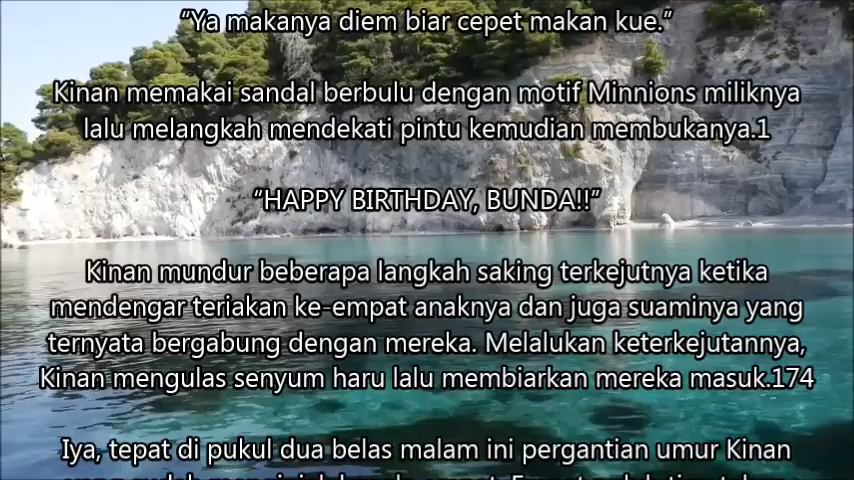 “Ya makanya diem biar cepet makan kue.”
Kinan memakai sandal berbulu dengan motif Minnions miliknya
lalu melangkah mendekati pintu kemudian membukanya.1
“HAPPY BIRTHDAY, BUNDA!!”
Kinan mundur beberapa langkah saking terkejutnya ketika
mendengar teriakan ke-empat anaknya dan juga suaminya yang
ternyata bergabung dengan mereka. Melalukan keterkejutannya,
Kinan mengulas senyum haru lalu membiarkan mereka masuk.174
Iya, tepat di pukul dua belas malam ini pergantian umur Kinan